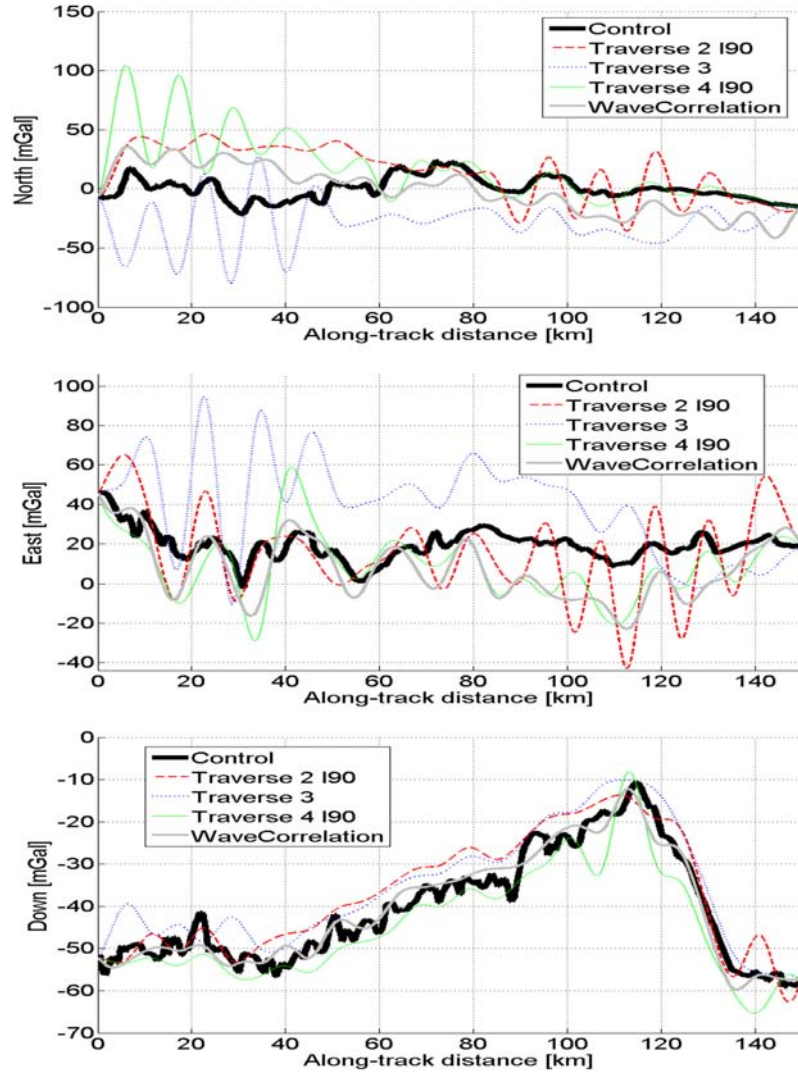 150
100
50
0
-50
-100
North [mGal]
Control
Traverse 2 I90
Traverse 3
Traverse 4 I90
WaveCorrelation
0 20 40 60 80 100 120 140
Along-track distance [km]
100
80
60
40
20
0
-20
-40
East [mGal]
Control
Traverse 2 I90
Traverse 3
Traverse 4 I90
WaveCorrelation
0 20 40 60 80 100 120 140
Along-track distance [km]
0
-10
-20
-30
-40
-50
-60
-70
Down [mGal]
Control
Traverse 2 I90
Traverse 3
Traverse 4 I90
WaveCorrelation
0 20 40 60 80 100 120 140
Along-track distance [km]